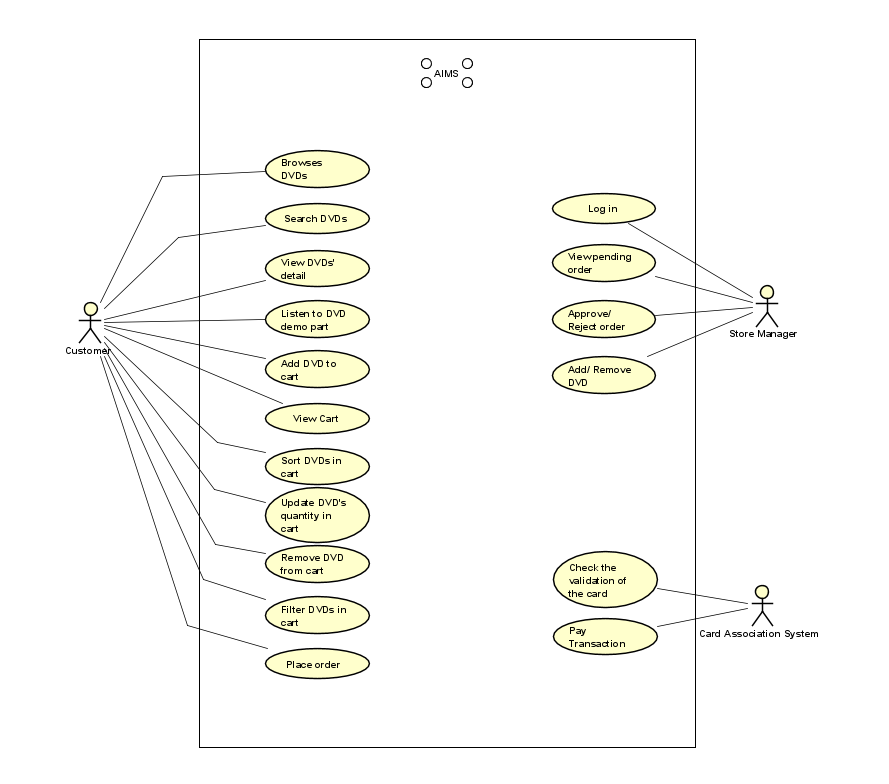 AIMS
Browses
DVDs
Search DVDs
View DVDs'
detail
Listen to DVD
demo part
Add DVD to
cart
View Cart
Sort DVDs in
cart
Update DVD's
quantity in
cart
Remove DVD
from cart
Filter DVDs in
cart
Place order
Customer
Log in
View pending
order
Approve/
Reject order
Add/ Remove
DVD
Store Manager
Check the
validation of
the card
Pay
Transaction
Card Association System